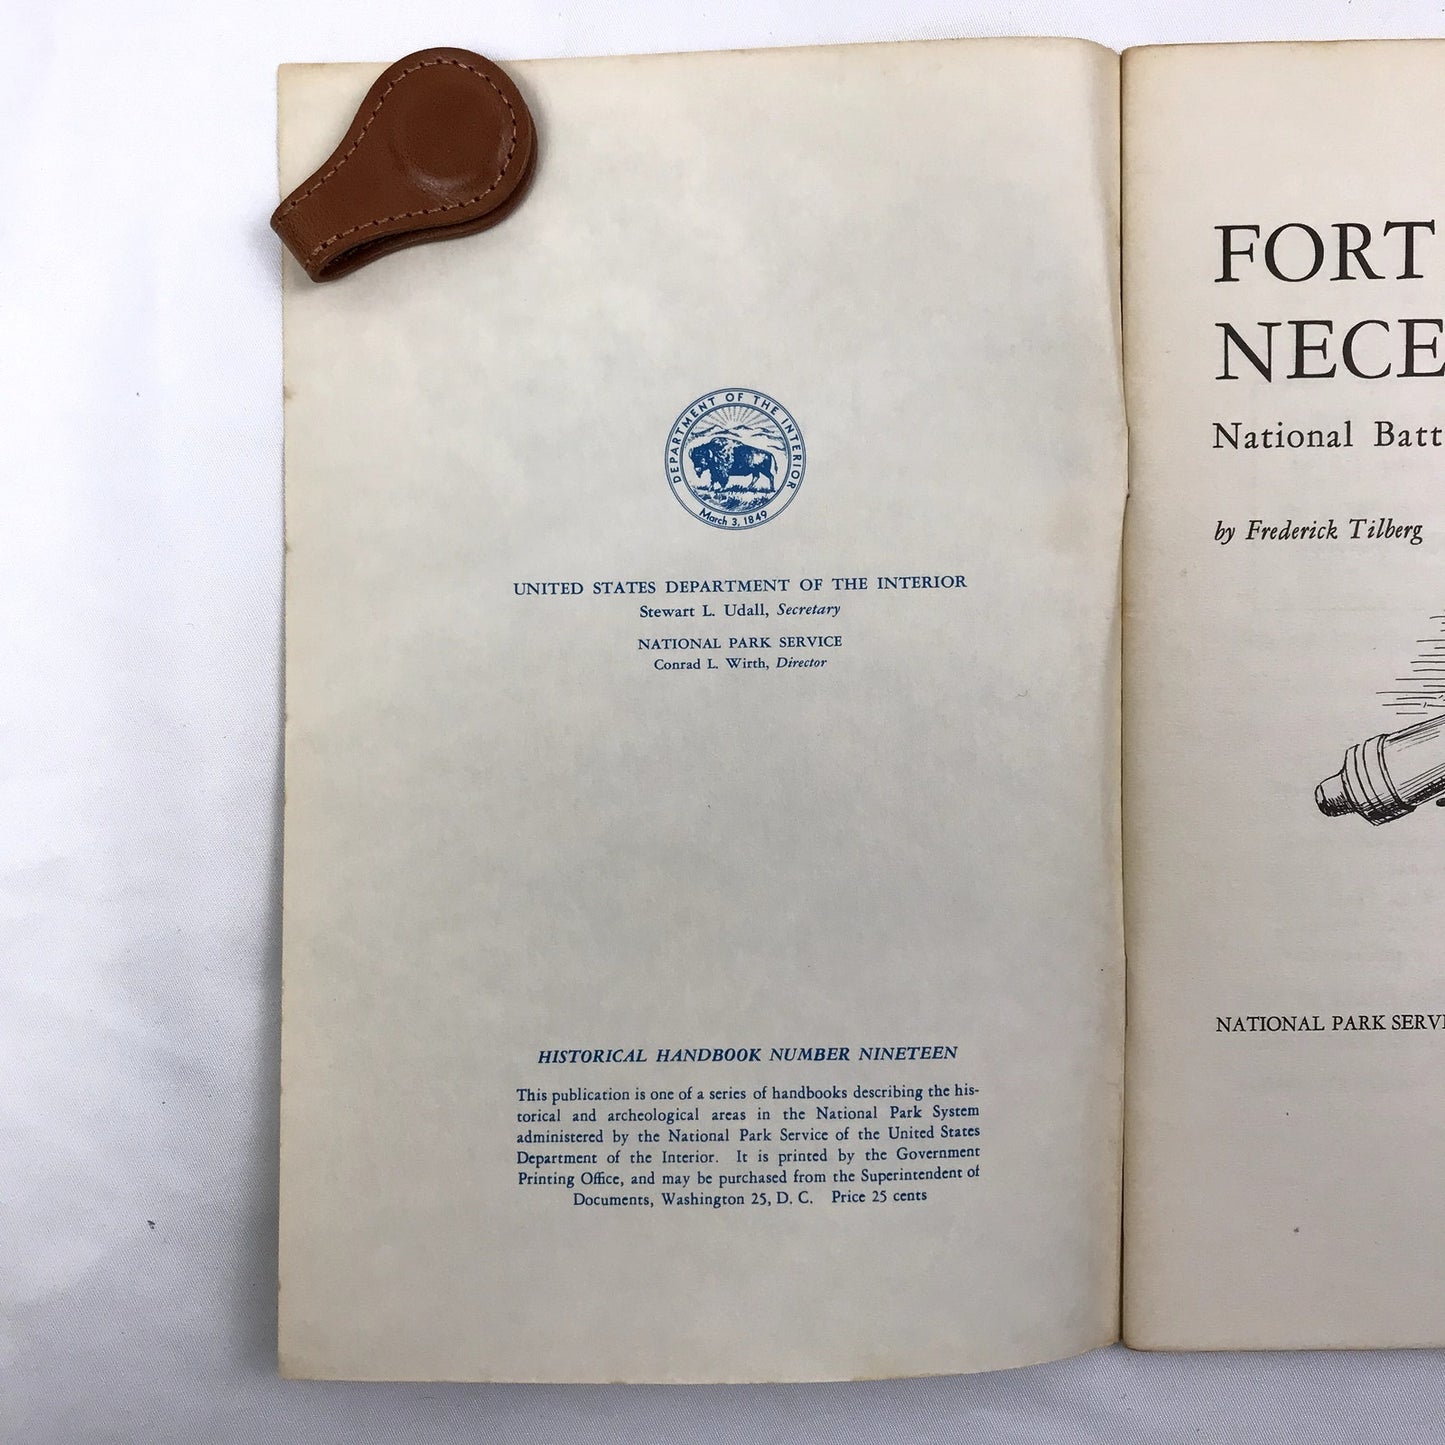 DEPARTMENT OF THE INTERIOR
March 3, 1849
UNITED STATES DEPARTMENT OF THE INTERIOR
Stewart L. Udall, Secretary
NATIONAL PARK SERVICE
Conrad L. Wirth, Director
HISTORICAL HANDBOOK NUMBER NINETEEN
This publication is one of a series of handbooks describing the his-
torical and archeological areas in the National Park System
administered by the National Park Service of the United States
Department of the Interior. It is printed by the Government
Printing Office, and may be purchased from the Superintendent of
Documents, Washington 25, D. C. Price 25 cents
FORT
NECE
National Batt
by Frederick Tilberg
NATIONAL PARK SERVI